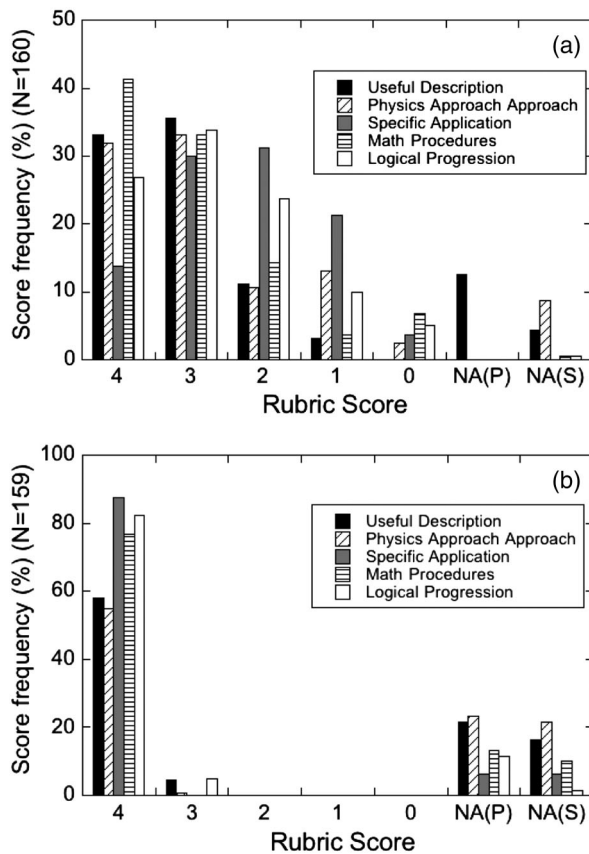 (a)
50
40
30
20
10
0
Score frequency (%) (N=160)
Useful Description
Physics Approach Approach
Specific Application
Math Procedures
Logical Progression
4 3 2 1 0 NA(P) NA(S)
Rubric Score
(b)
100
80
60
40
20
0
Score frequency (%) (N=159)
Useful Description
Physics Approach Approach
Specific Application
Math Procedures
Logical Progression
4 3 2 1 0 NA(P) NA(S)
Rubric Score